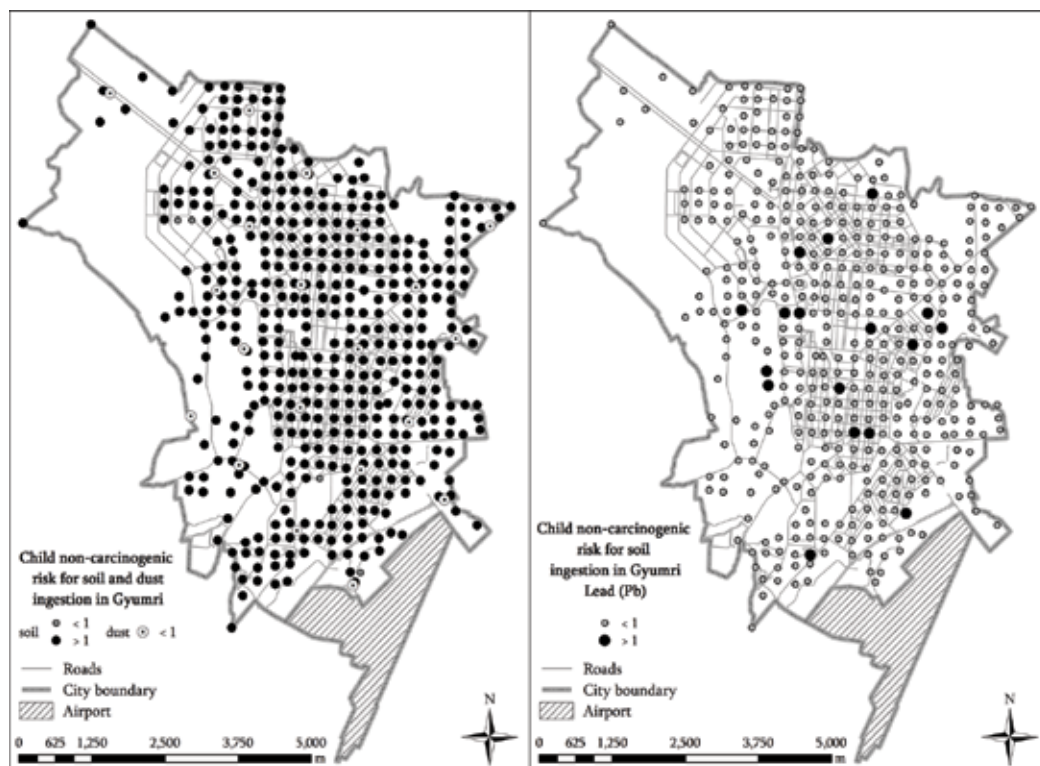 Child non-carcinogenic
risk for soil and dust
ingestion in Gyumri
soil < 1 dust < 1
> 1
Roads
City boundary
Airport
N
0 625 1,250 2,500 3,750 5,000
m
Child non-carcinogenic
risk for soil
ingestion in Gyumri
Lead (Pb)
< 1
> 1
Roads
City boundary
Airport
N
0 625 1,250 2,500 3,750 5,000
m